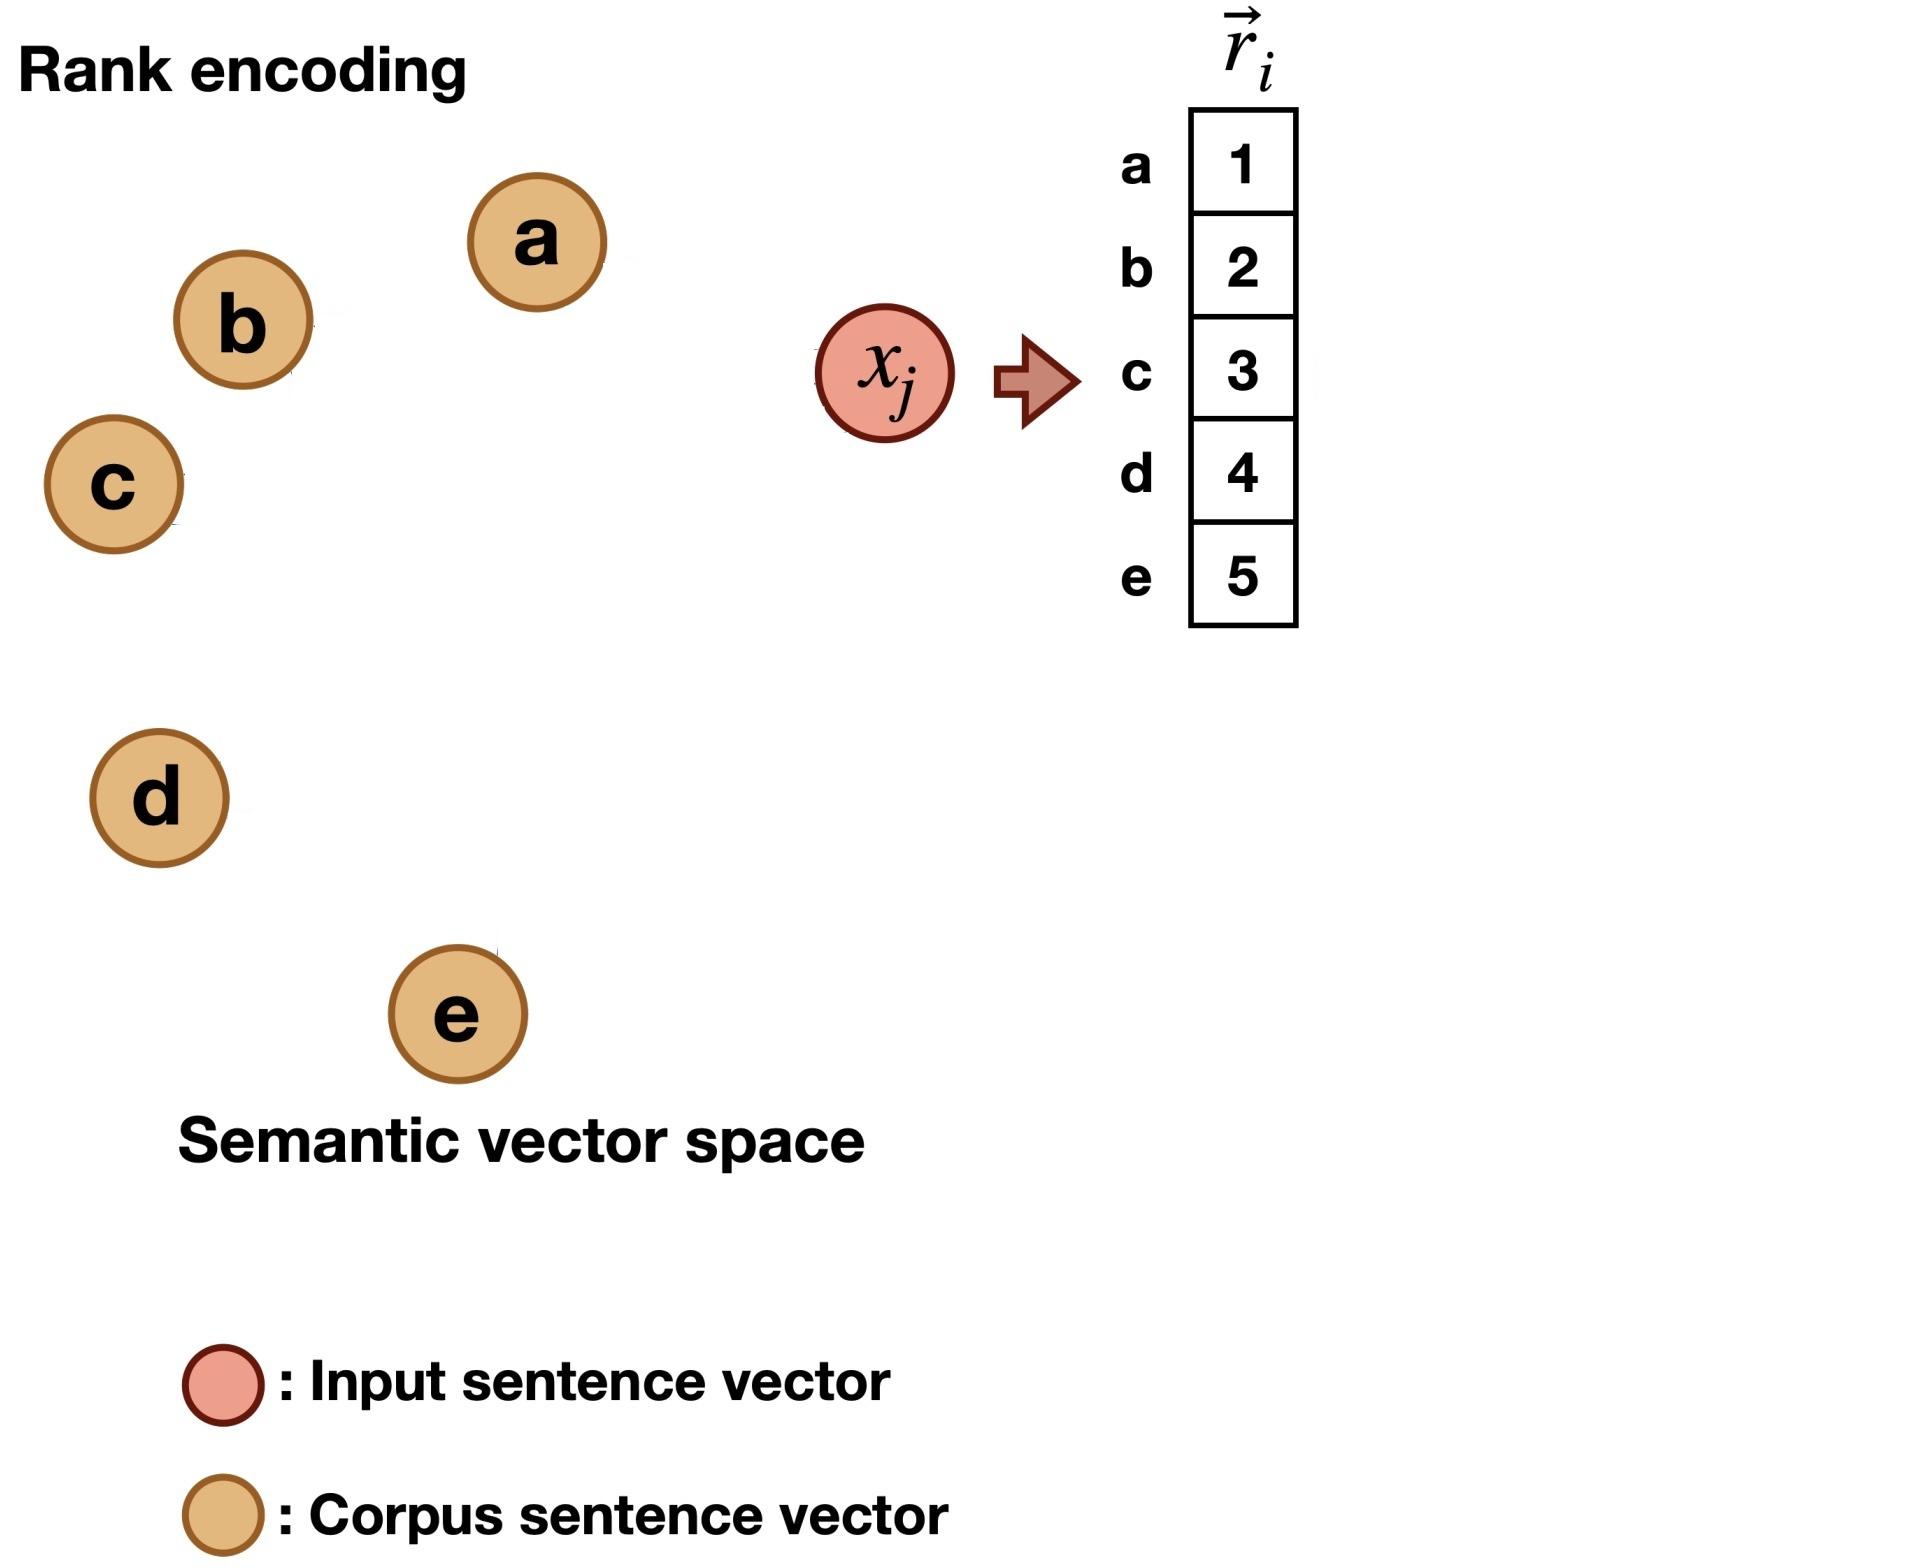 Rank encoding
r⃗ᵢ
a 1
b 2
c 3
d 4
e 5
a
b
xⱼ
c
d
e
Semantic vector space
: Input sentence vector
: Corpus sentence vector